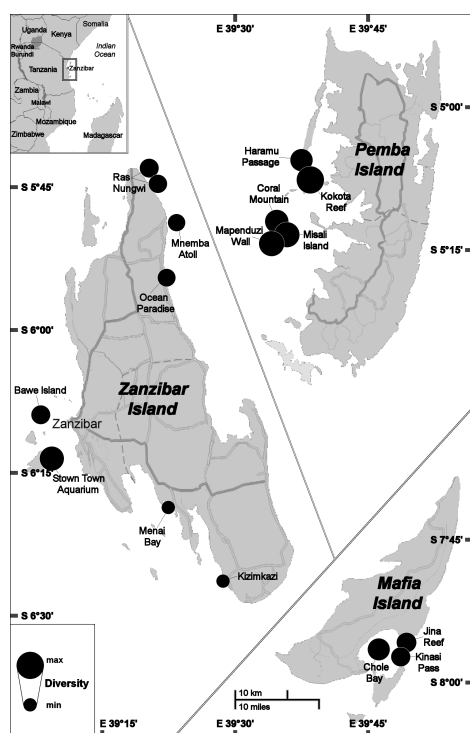 E 39°30'
E 39°45'
Somalia
Uganda
Kenya
Indian
Ocean
Rwanda
Burundi
Tanzania
Zanzibar
Zambia
Malawi
Mozambique
Zimbabwe
Madagascar
S 5°00'
Haramu
Passage
Pemba
Island
Kokota
Reef
Coral
Mountain
Mapenduzi
Wall
Misali
Island
S 5°15'
S 5°45'
Ras
Nungwi
Mnemba
Atoll
Ocean
Paradise
S 6°00'
Zanzibar
Island
Bawe Island
Zanzibar
S 6°15'
Stown Town
Aquarium
Menai
Bay
Kizimkazi
S 6°30'
S 7°45'
Mafia
Island
Jina
Reef
Kinasi
Pass
Chole
Bay
S 8°00'
max
Diversity
min
10 km
10 miles
E 39°15'
E 39°30'
E 39°45'